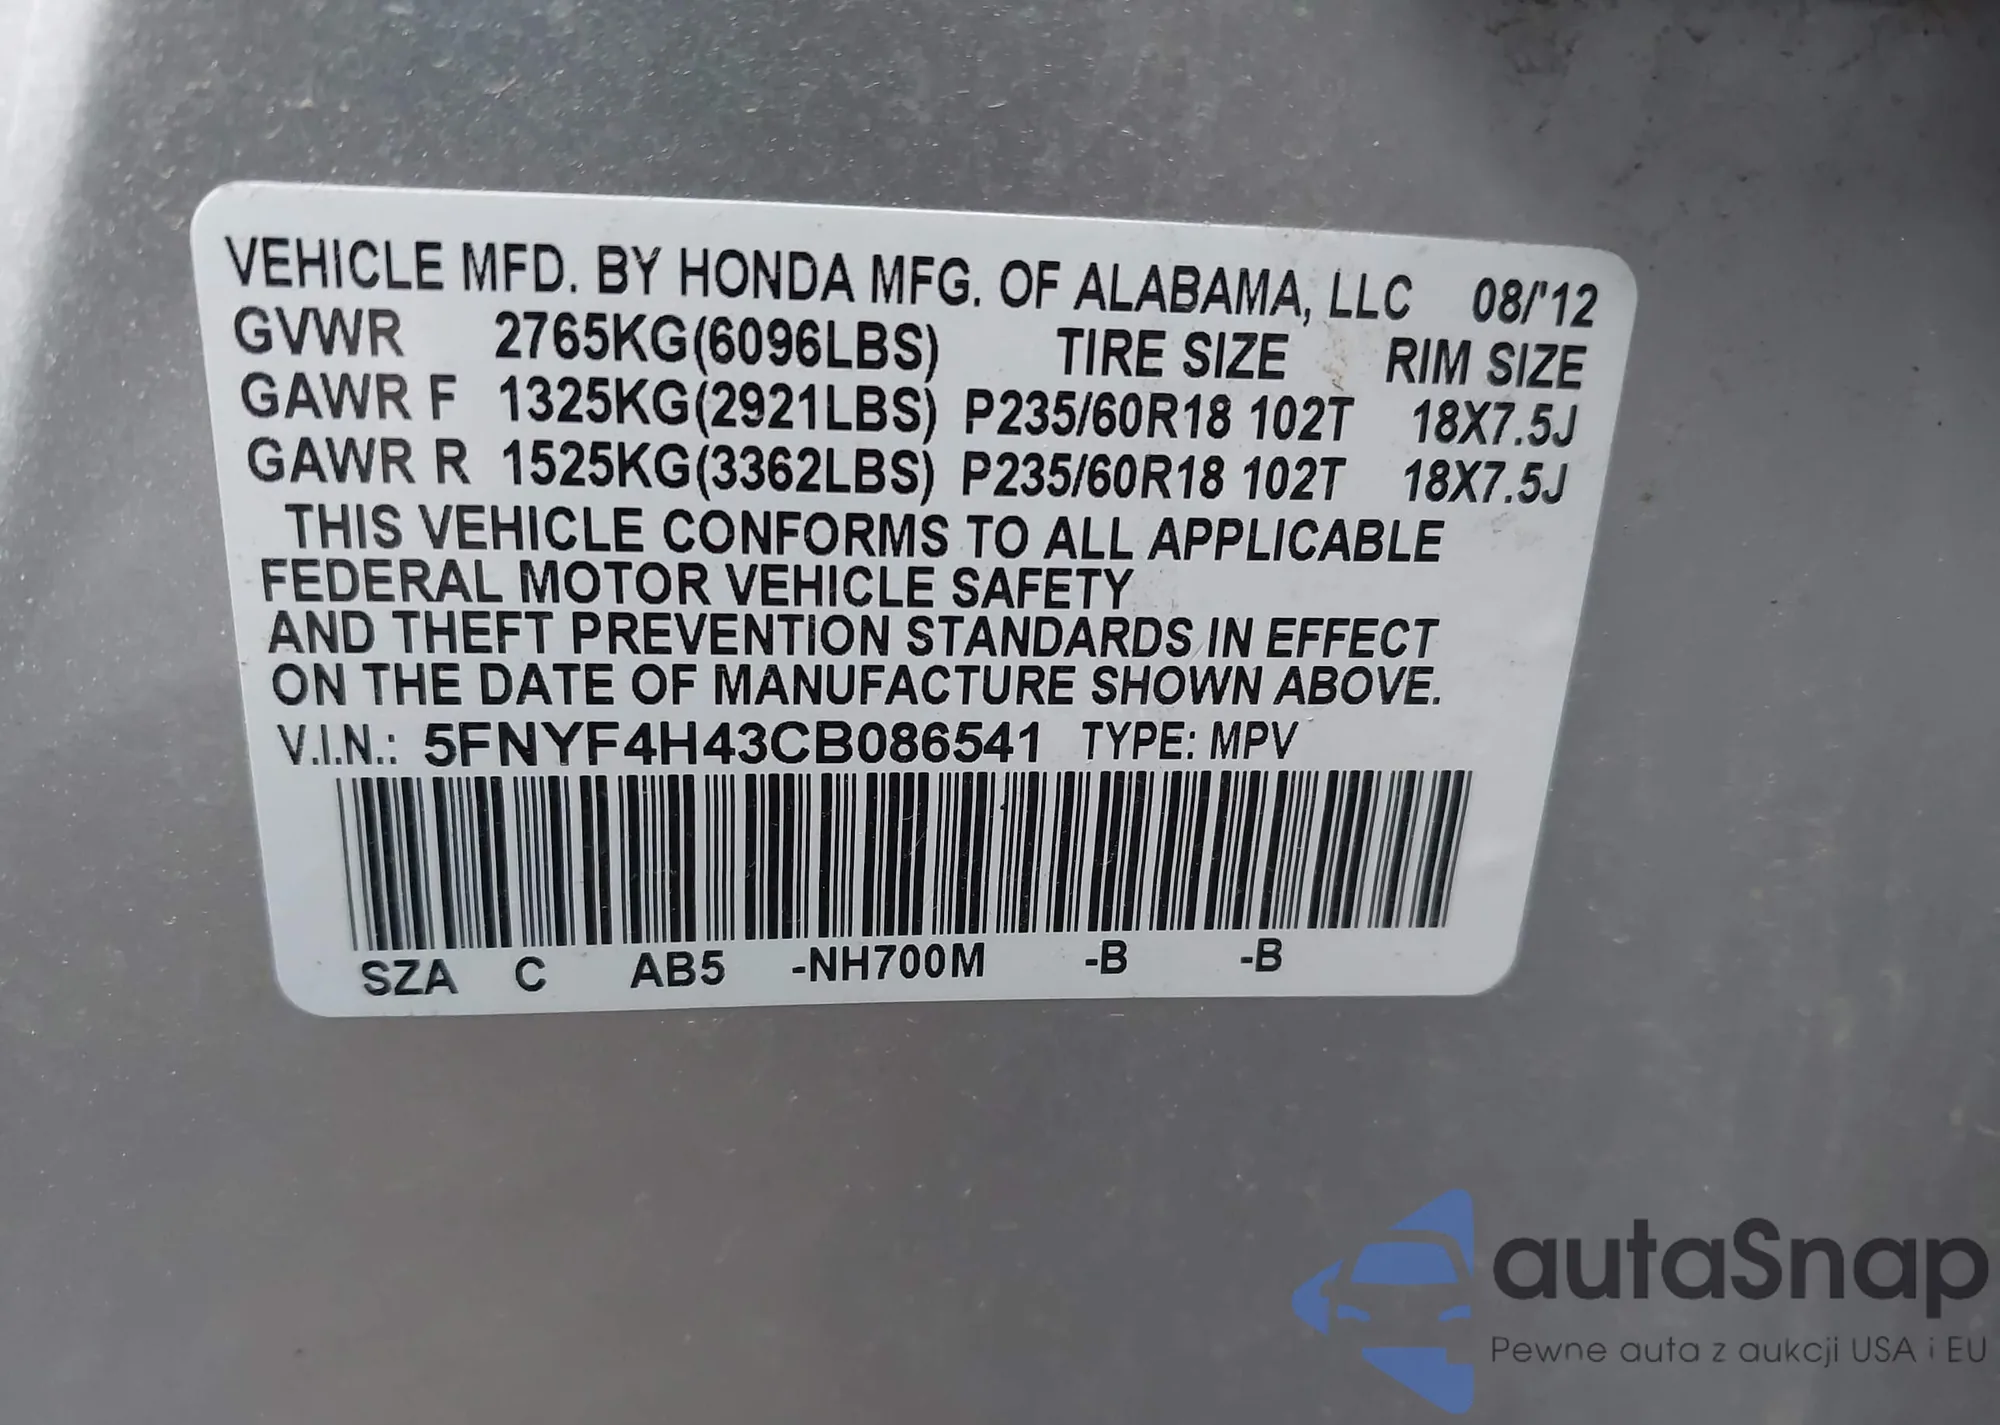 VEHICLE MFD. BY HONDA MFG. OF ALABAMA, LLC 08/'12
GVWR 2765KG(6096LBS) TIRE SIZE RIM SIZE
GAWR F 1325KG(2921LBS) P235/60R18 102T 18X7.5J
GAWR R 1525KG(3362LBS) P235/60R18 102T 18X7.5J
THIS VEHICLE CONFORMS TO ALL APPLICABLE
FEDERAL MOTOR VEHICLE SAFETY
AND THEFT PREVENTION STANDARDS IN EFFECT
ON THE DATE OF MANUFACTURE SHOWN ABOVE.
V.I.N.: 5FNYF4H43CB086541 TYPE: MPV
SZA C AB5 -NH700M -B -B
autaSnap
Pewne auta z aukcji USA i EU